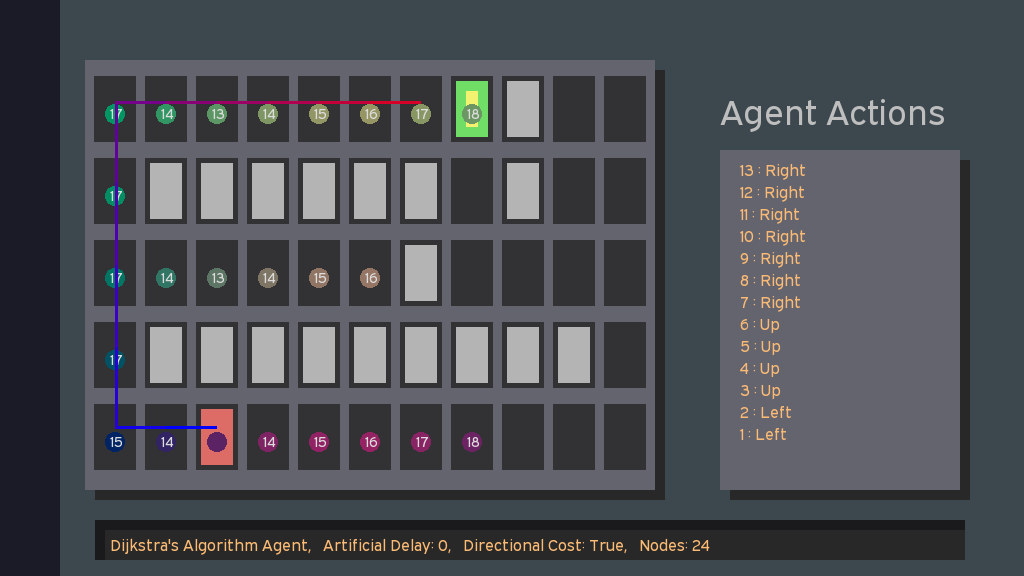 17 14 13 14 15 16 17 18
17
17 14 13 14 15 16
17
15 14 14 15 16 17 18
Agent Actions
13 : Right
12 : Right
11 : Right
10 : Right
9 : Right
8 : Right
7 : Right
6 : Up
5 : Up
4 : Up
3 : Up
2 : Left
1 : Left
Dijkstra's Algorithm Agent, Artificial Delay: 0, Directional Cost: True, Nodes: 24